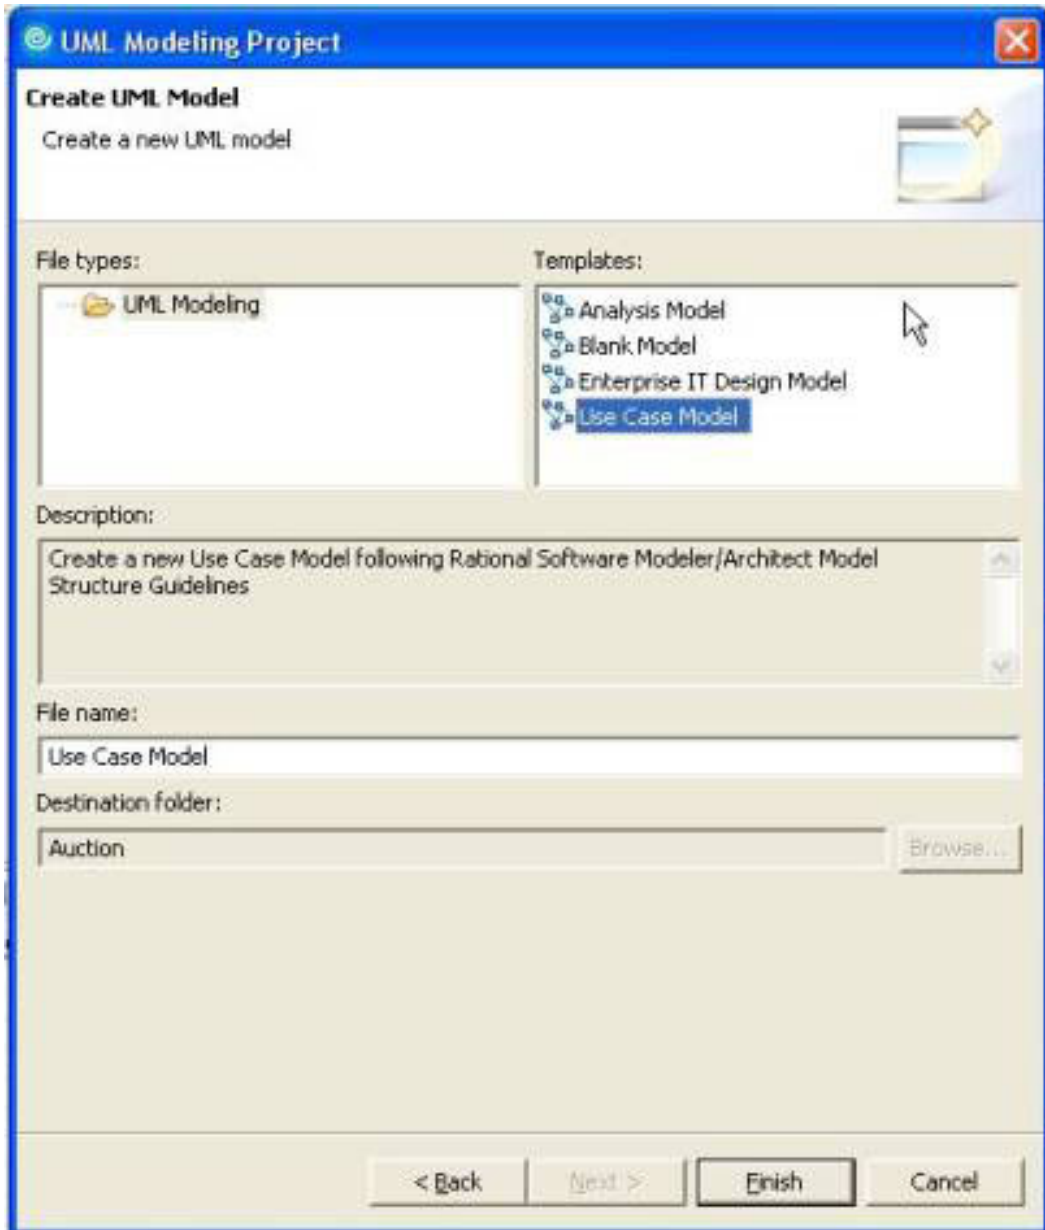 UML Modeling Project
Create UML Model
Create a new UML model
File types:
Templates:
UML Modeling
Analysis Model
Blank Model
Enterprise IT Design Model
Use Case Model
Description:
Create a new Use Case Model following Rational Software Modeler/Architect Model
Structure Guidelines
File name:
Use Case Model
Destination folder:
Auction
Browse...
< Back
Next >
Finish
Cancel